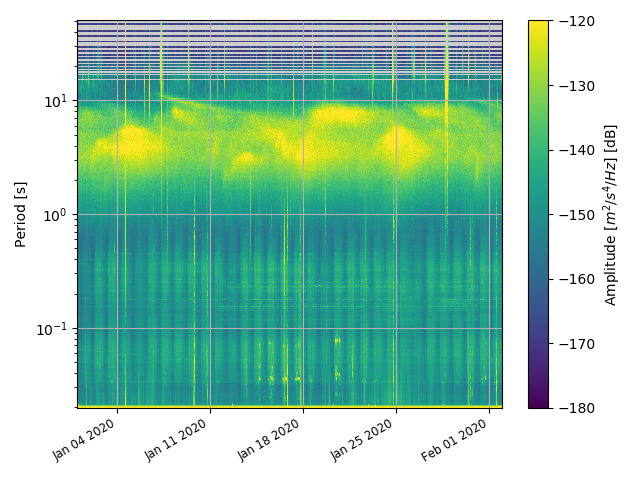 Period [s]
10¹
10⁰
10⁻¹
Jan 04 2020
Jan 11 2020
Jan 18 2020
Jan 25 2020
Feb 01 2020
−120
−130
−140
−150
−160
−170
−180
Amplitude [m²/s⁴/Hz] [dB]